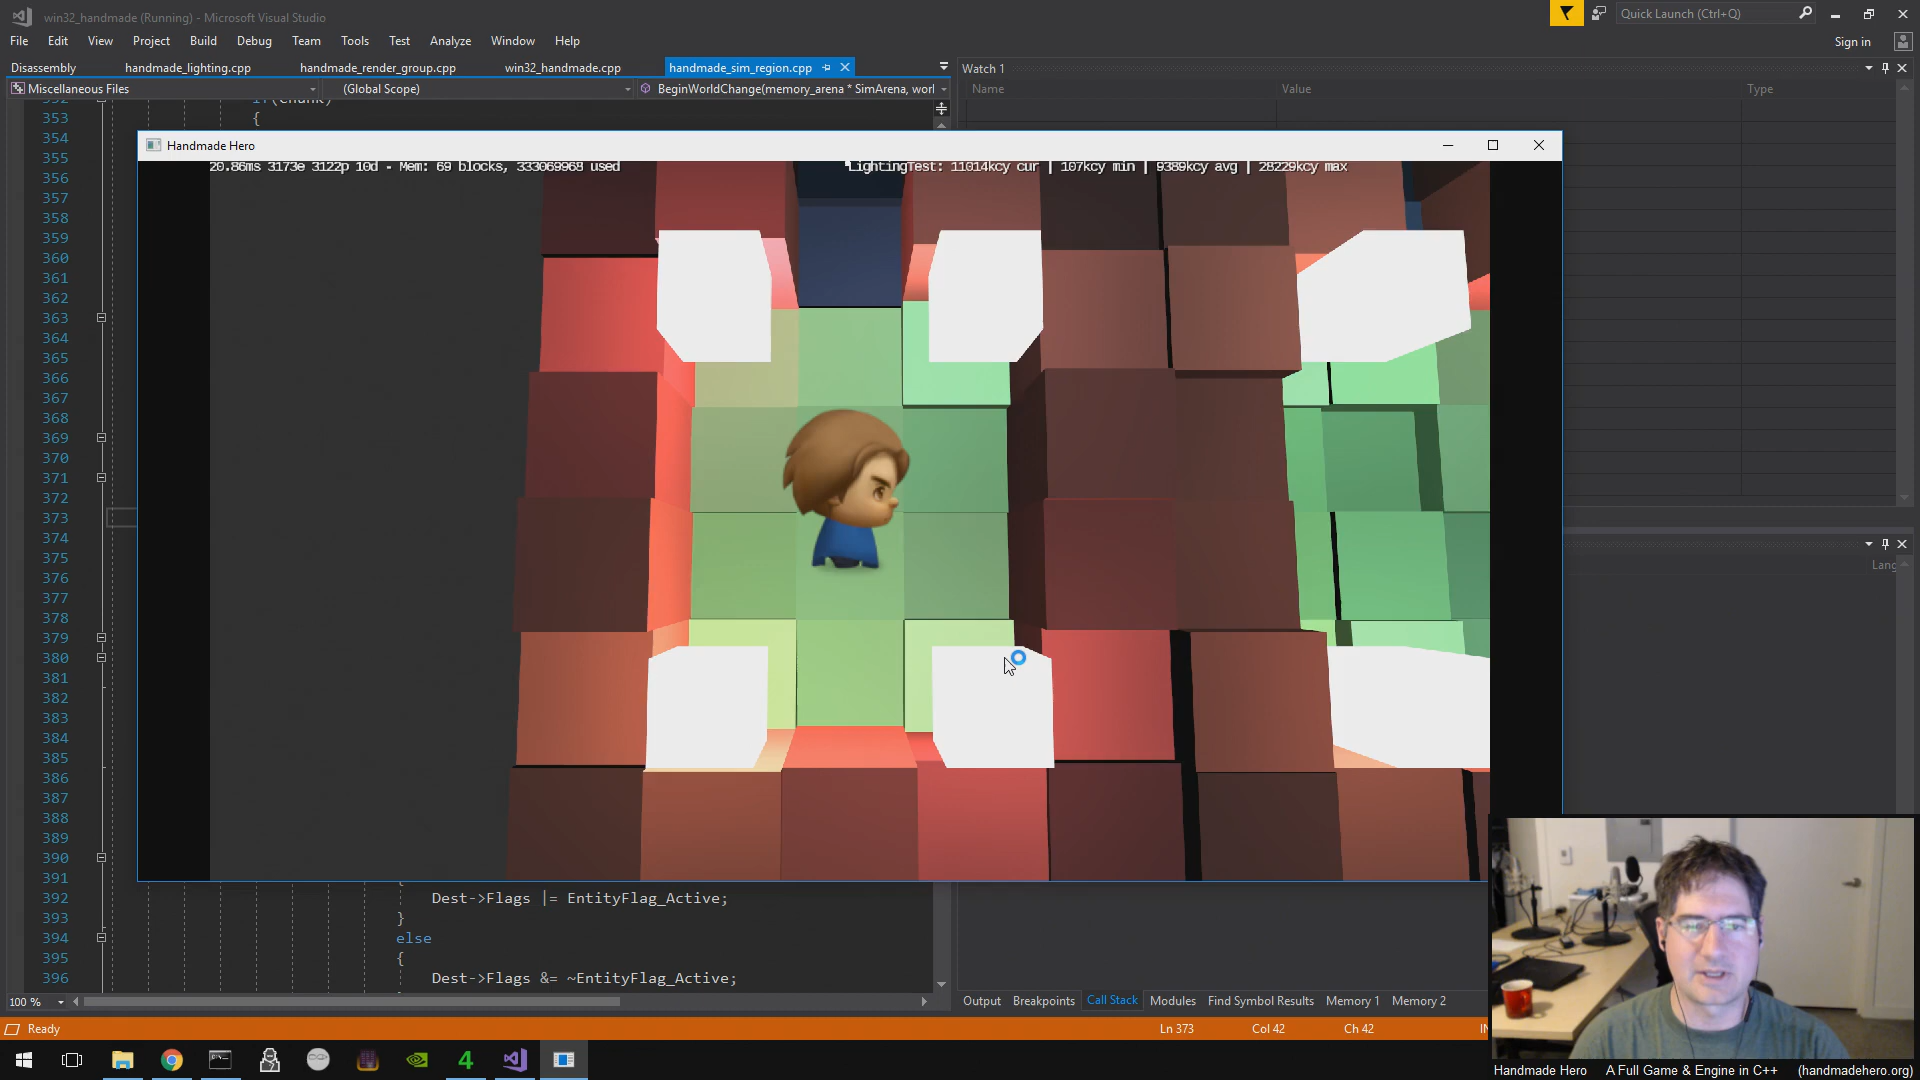 win32_handmade (Running) - Microsoft Visual Studio
Quick Launch (Ctrl+Q)
File Edit View Project Build Debug Team Tools Test Analyze Window Help
Sign in
Disassembly handmade_lighting.cpp handmade_render_group.cpp win32_handmade.cpp handmade_sim_region.cpp
Watch 1
Miscellaneous Files (Global Scope) BeginWorldChange(memory_arena * SimArena, worl
Name Value Type
353 {
354
Handmade Hero
355
20.86ms 3173e 3122p 10d - Mem: 69 blocks, 333069968 used
LightingTest: 11014kcy cur | 107kcy min | 9389kcy avg | 28229kcy max
356
357
358
359
360
361
362
363
364
365
366
367
368
369
370
371
372
373
374
375
376
377
378
379
380
381
382
383
384
385
386
387
388
389
390
391
Lang
392 Dest->Flags |= EntityFlag_Active;
393 }
394 else
395 {
396 Dest->Flags &= ~EntityFlag_Active;
100 %
Output Breakpoints Call Stack Modules Find Symbol Results Memory 1 Memory 2
Ready
Ln 373 Col 42 Ch 42 IN
4
Handmade Hero A Full Game & Engine in C++ (handmadehero.org)